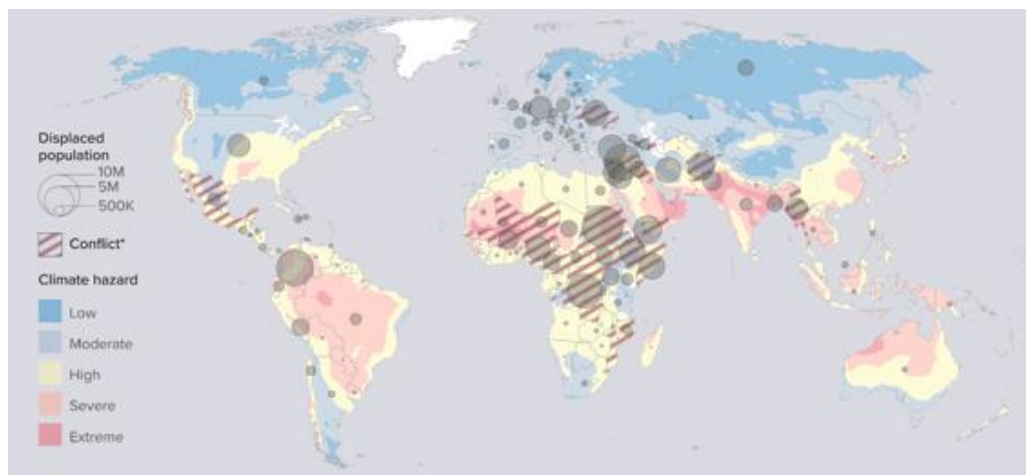 Displaced
population
10M
5M
500K
Conflict*
Climate hazard
Low
Moderate
High
Severe
Extreme